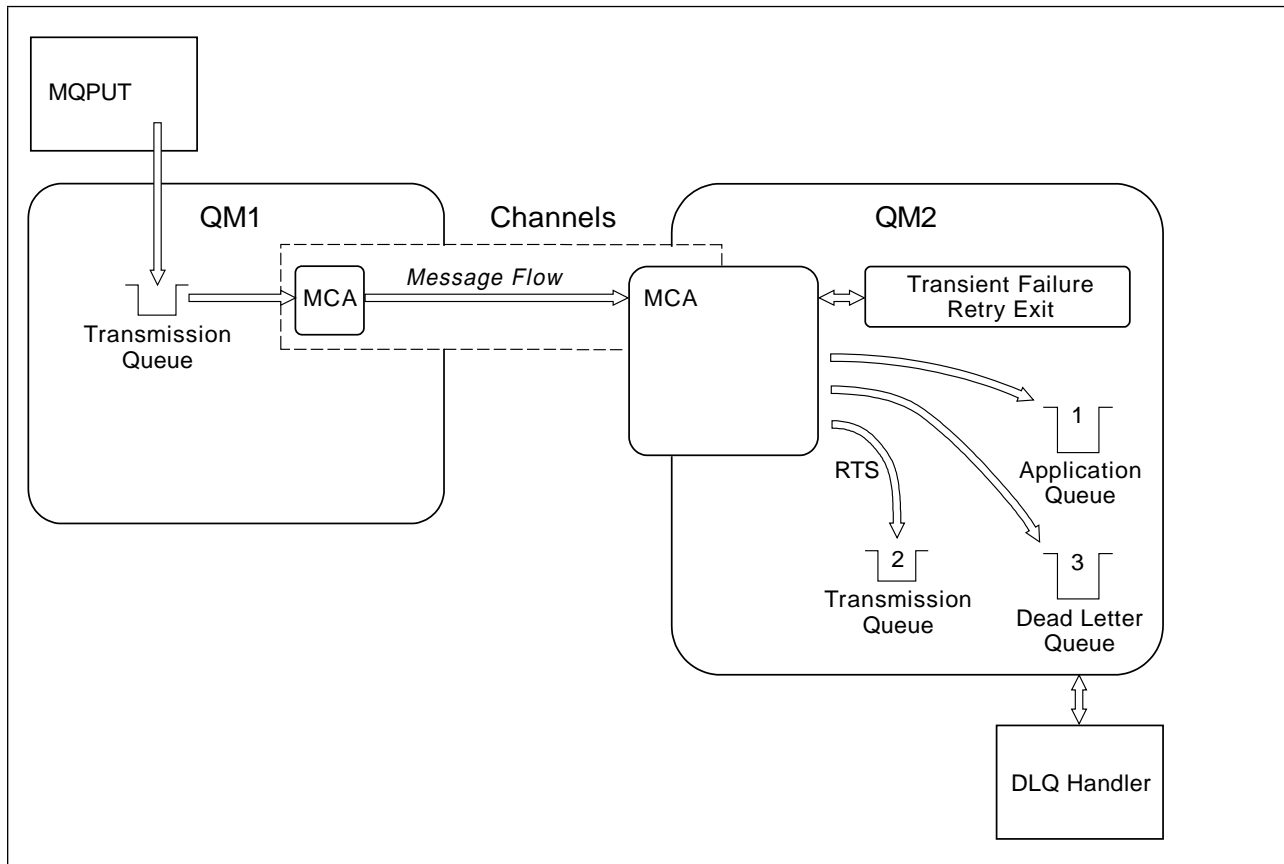 MQPUT
QM1
Channels
QM2
MCA
Message Flow
MCA
Transient Failure
Retry Exit
Transmission
Queue
1
Application
Queue
RTS
2
Transmission
Queue
3
Dead Letter
Queue
DLQ Handler